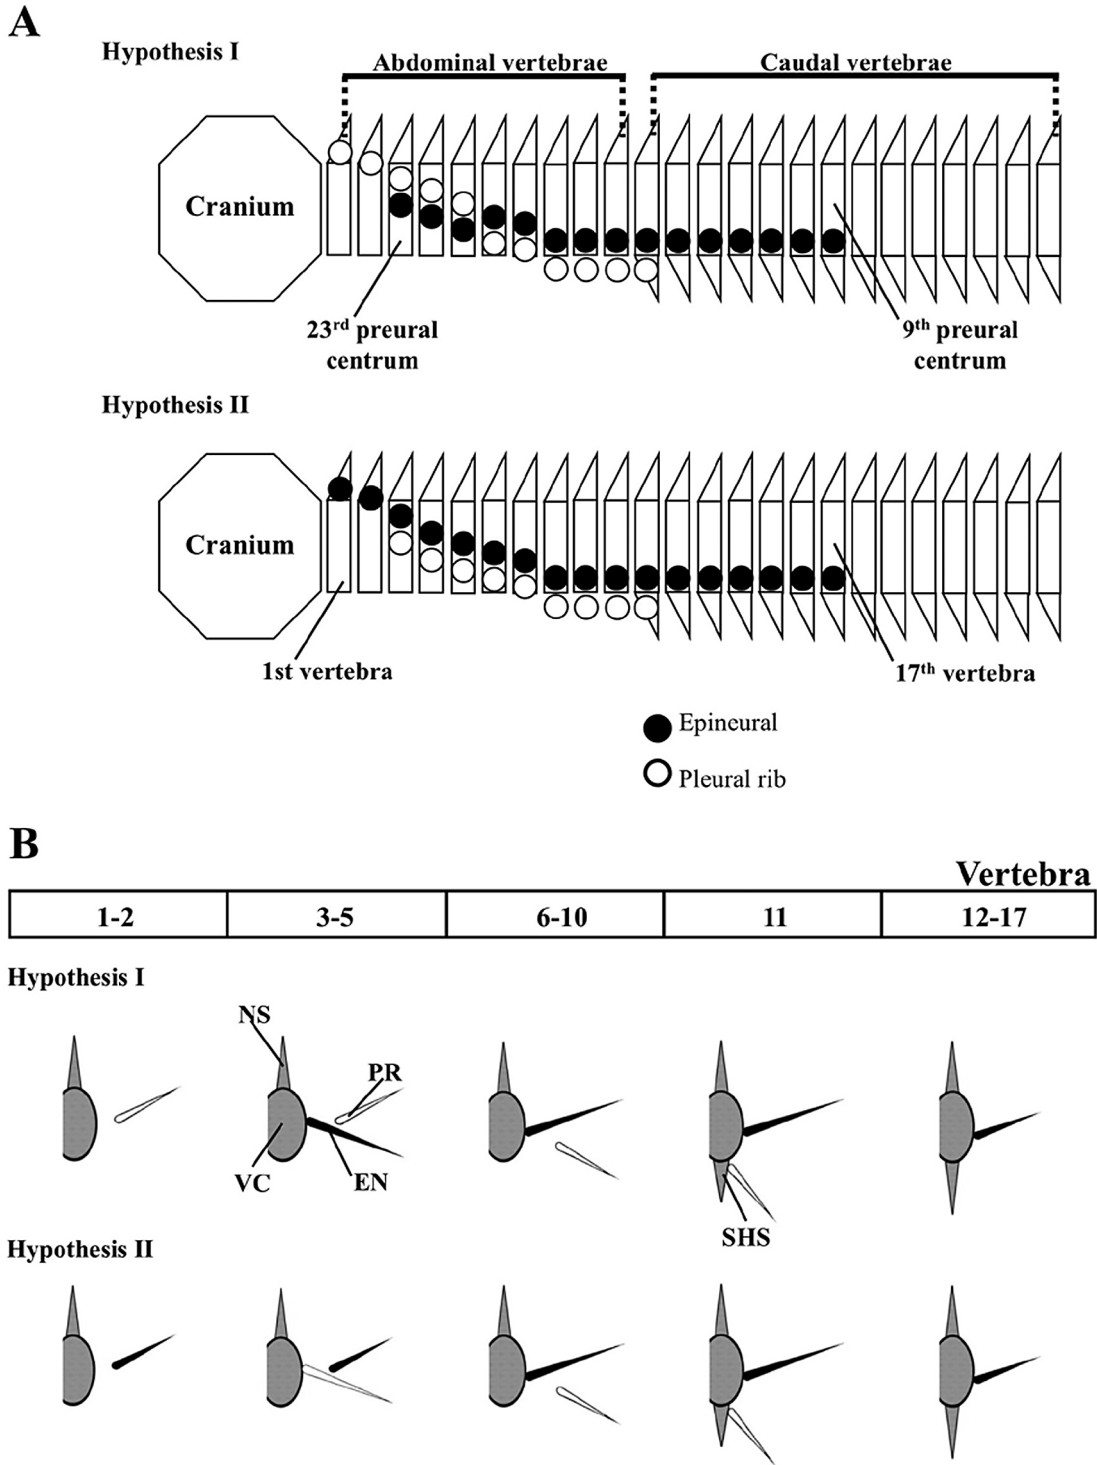 A
Hypothesis I
Abdominal vertebrae
Caudal vertebrae
Cranium
23rd preural
centrum
9th preural
centrum
Hypothesis II
Cranium
1st vertebra
17th vertebra
Epineural
Pleural rib
B
Vertebra
1-2 3-5 6-10 11 12-17
Hypothesis I
NS
PR
VC
EN
SHS
Hypothesis II